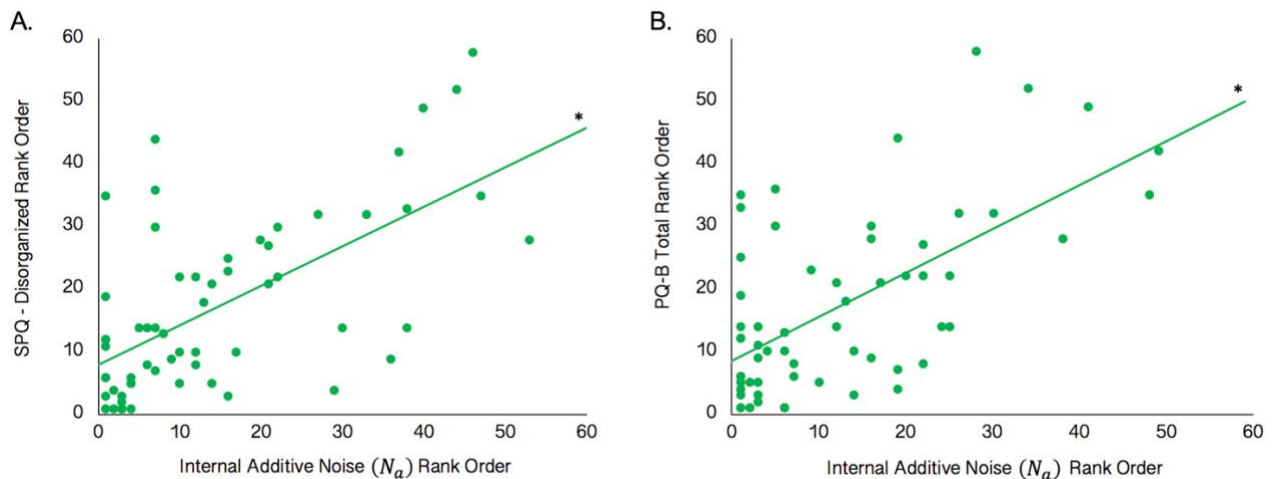 A.
SPQ - Disorganized Rank Order
60
50
40
30
20
10
0
*
0 10 20 30 40 50 60
Internal Additive Noise (Nₐ) Rank Order
B.
PQ-B Total Rank Order
60
50
40
30
20
10
0
*
0 10 20 30 40 50 60
Internal Additive Noise (Nₐ) Rank Order